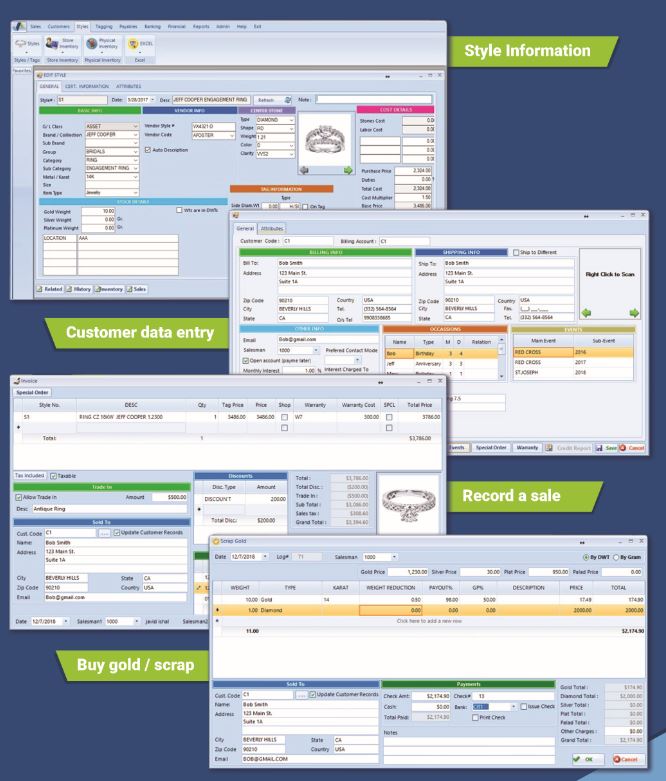 Sales Customers Styles Tagging Payables Banking Financial Reports Admin Help Exit
Styles Store Inventory Physical Inventory EXCEL
Styles / Tags Store Inventory Physical Inventory Excel
Favorites
Style Information
EDIT STYLE
GENERAL CERT. INFORMATION ATTRIBUTES
Style# : S1 Date: 3/28/2017 Desc JEFF COOPER ENGAGEMENT RING Refresh Note :
BASIC INFO VENDOR INFO CENTER STONE COST DETAILS
G/L Class ASSET
Brand / Colletion JEFF COOPER
Sub Brand
Group BRIDALS
Category RING
Sub Category ENGAGEMENT RING
Metal / Karat 14K
Size
Item Type Jewelry
Vendor Style # VX4321-D
Vendor Code AFOSTER
Auto Description
Type DIAMOND
Shape RD
Weight 1.21
Color D
Clarity VVS2
Stones Cost 0.00
Labor Cost 0.00
0.00
0.00
Purchase Price 2,324.00
Duties 0.00 ?
Total Cost 2,324.00
Cost Multiplier 1.50
Base Price 3,486.00
STOCK DETAILS
Gold Weight 10.00
Silver Weight 0.00 Gr.
Platinum Weight 0.00 Gr.
Wts are in DWTs
LOCATION AAA
TAG INFORMATION
Type
Side Diam.Wt 0.00 H/SI On Tag
Related History Inventory Sales
Customer data entry
General Attributes
Customer Code : C1 Billing Account : C1
BILLING INFO SHIPPING INFO Ship to Different
Bill To: Bob Smith
Address 123 Main St.
Suite 1A
Zip Code 90210 Country USA
City BEVERLY HILLS Tel. (332) 564-8564
State CA O/s Tel 9908338685
Ship To: Bob Smith
Address 123 Main St.
Suite 1A
Zip Code 90210 Country USA
City BEVERLY HILLS Fax.
State CA Tel. (332) 564-8564
Right Click to Scan
OTHER INFO OCCASSIONS EVENTS
Email Bob@gmail.com
Salesman 1000 Prefered Contact Mode
Open account (payme later)
Monthly Interest 1.00 % Interest Charged To
Name Type M D Relation
Bob Birthday 3 4
Jeff Anniversary 3 3
Birthday 1 1
Main Event Sub-Event
RED CROSS 2016
RED CROSS 2017
ST.JOSEPH 2018
7.5
Events Special Order Warranty Credit Report Save Cancel
Invoice
Special Order
Style No. DESC Qty Tag Price Price Shop Warranty Warranty Cost SPCL Total Price
S1 RING CZ 18KW JEFF COOPER 1.2300 1 3486.00 3486.00 W7 300.00 3786.00
Total: 1 $3,786.00
Tax Included Taxable
Trade In
Allow Trade in Amount $500.00
Desc Antique Ring
Discounts
Disc. Type Amount
DISCOUNT 200.00
Total Disc: $200.00
Total : $3,786.00
Total Disc.: ($200.00)
Trade In : ($500.00)
Sub Total : $3,086.00
Sales tax : $308.60
Grand Total : $3,394.60
Record a sale
Sold To
Cust. Code C1 .... Update Customer Records
Name: Bob Smith
Address 123 Main St.
Suite 1A
City BEVERLY HILLS State CA
Zip Code 90210 Country USA
Email Bob@gmail.com
Date 12/7/2018 Salesman1 1000 javid ishal Salesman2
Buy gold / scrap
Scrap Gold
Date 12/7/2018 Log# 71 Salesman 1000 By DWT By Gram
Gold Price 1,230.00 Silver Price 30.00 Plat Price 950.00 Palad Price 0.00
WEIGHT TYPE KARAT WEIGHT REDUCTION PAYOUT% GP% DESCRIPTION PRICE TOTAL
10.00 Gold 14 0.50 98.00 50.00 17.49 174.90
1.00 Diamond 0.00 0.00 0.00 2000.00 2000.00
Click here to add a new row
11.00 $2,174.90
Sold To Payments
Cust. Code C1 .... Update Customer Records
Name: Bob Smith
Address 123 Main St.
Suite 1A
City BEVERLY HILLS State CA
Zip Code 90210 Country USA
Email BOB@GMAIL.COM
Check Amt: $2,174.90 Check# 13
Cash: $0.00 Bank: Issue Check
Total Paid: $2,174.90 Print Check
Notes
Gold Total : $174.90
Diamond Total : $2,000.00
Silver Total : $0.00
Plat Total : $0.00
Palad Total : $0.00
Other Charges : $0.00
Grand Total : $2,174.90
OK Cancel